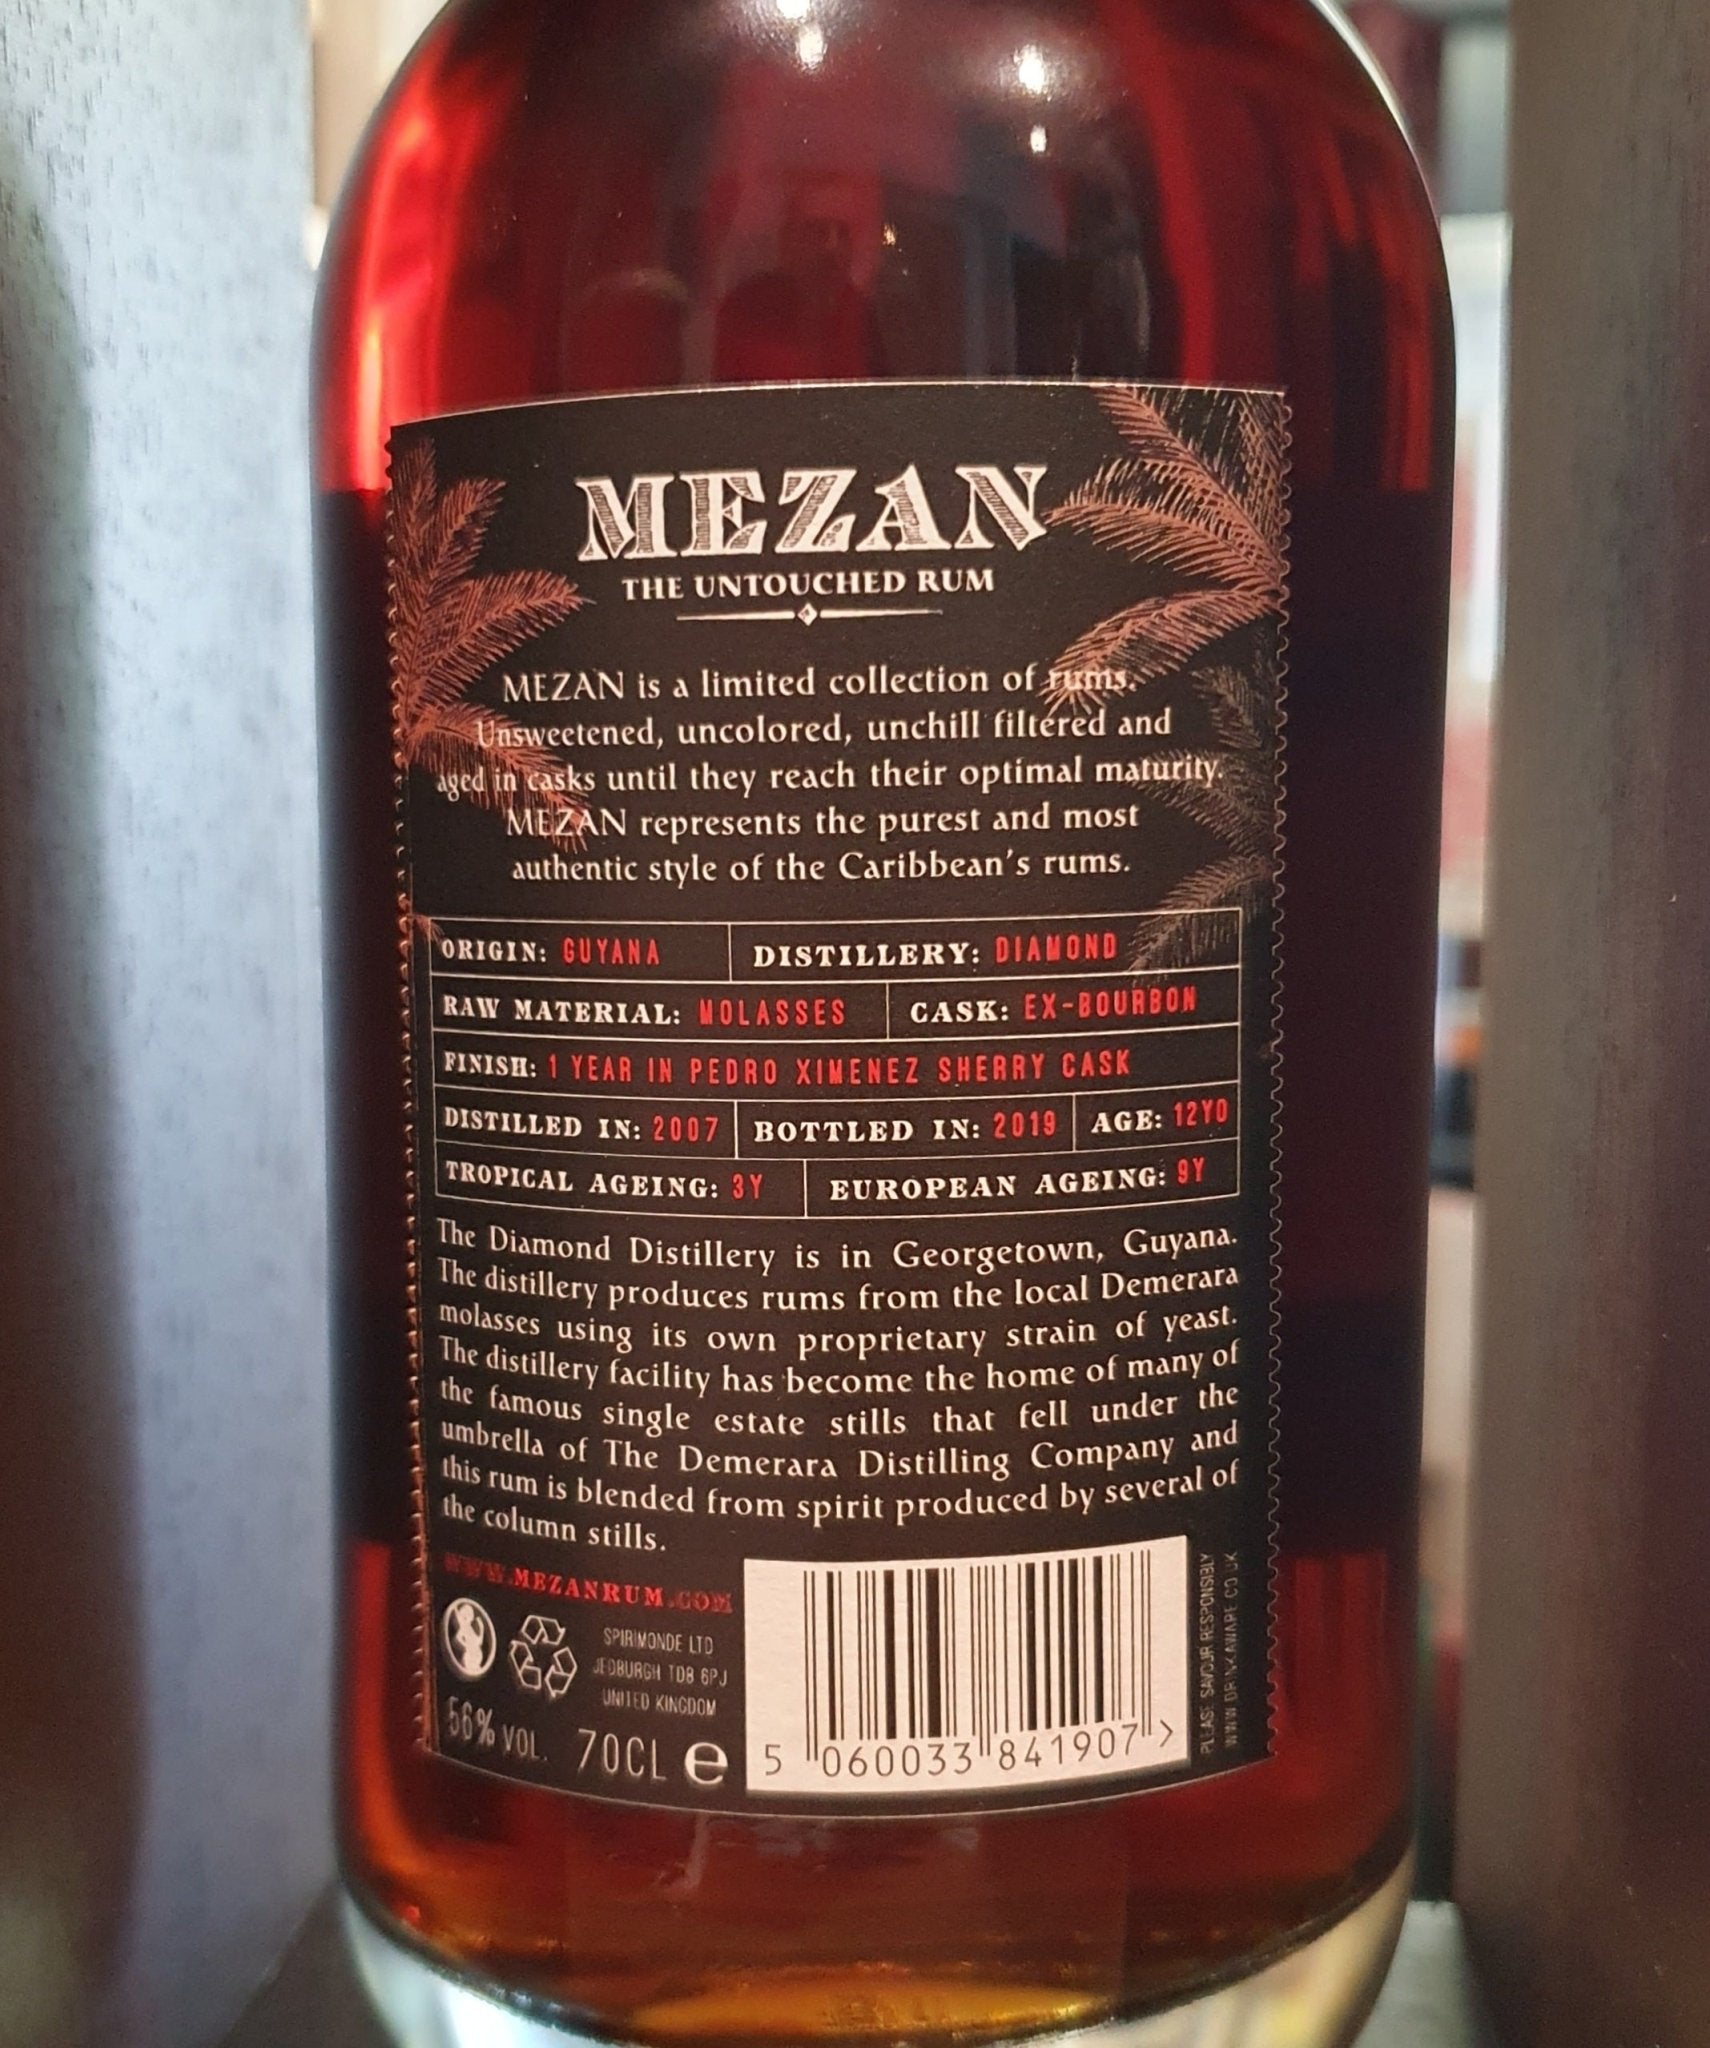 MEZAN
THE UNTOUCHED RUM
MEZAN is a limited collection of rums.
Unsweetened, uncolored, unchill filtered and
aged in casks until they reach their optimal maturity.
MEZAN represents the purest and most
authentic style of the Caribbean's rums.
ORIGIN: GUYANA DISTILLERY: DIAMOND
RAW MATERIAL: MOLASSES CASK: EX-BOURBON
FINISH: 1 YEAR IN PEDRO XIMENEZ SHERRY CASK
DISTILLED IN: 2007 BOTTLED IN: 2019 AGE: 12YO
TROPICAL AGEING: 3Y EUROPEAN AGEING: 9Y
The Diamond Distillery is in Georgetown, Guyana.
The distillery produces rums from the local Demerara
molasses using its own proprietary strain of yeast.
The distillery facility has become the home of many of
the famous single estate stills that fell under the
umbrella of The Demerara Distilling Company and
this rum is blended from spirit produced by several of
the column stills.
WWW.MEZANRUM.COM
SPIRIMONDE LTD
JEDBURGH TD8 6PJ
UNITED KINGDOM
56% VOL. 70CL e
5 060033 841907 >
PLEASE SAVOUR RESPONSIBLY
WWW.DRINKAWARE.CO.UK